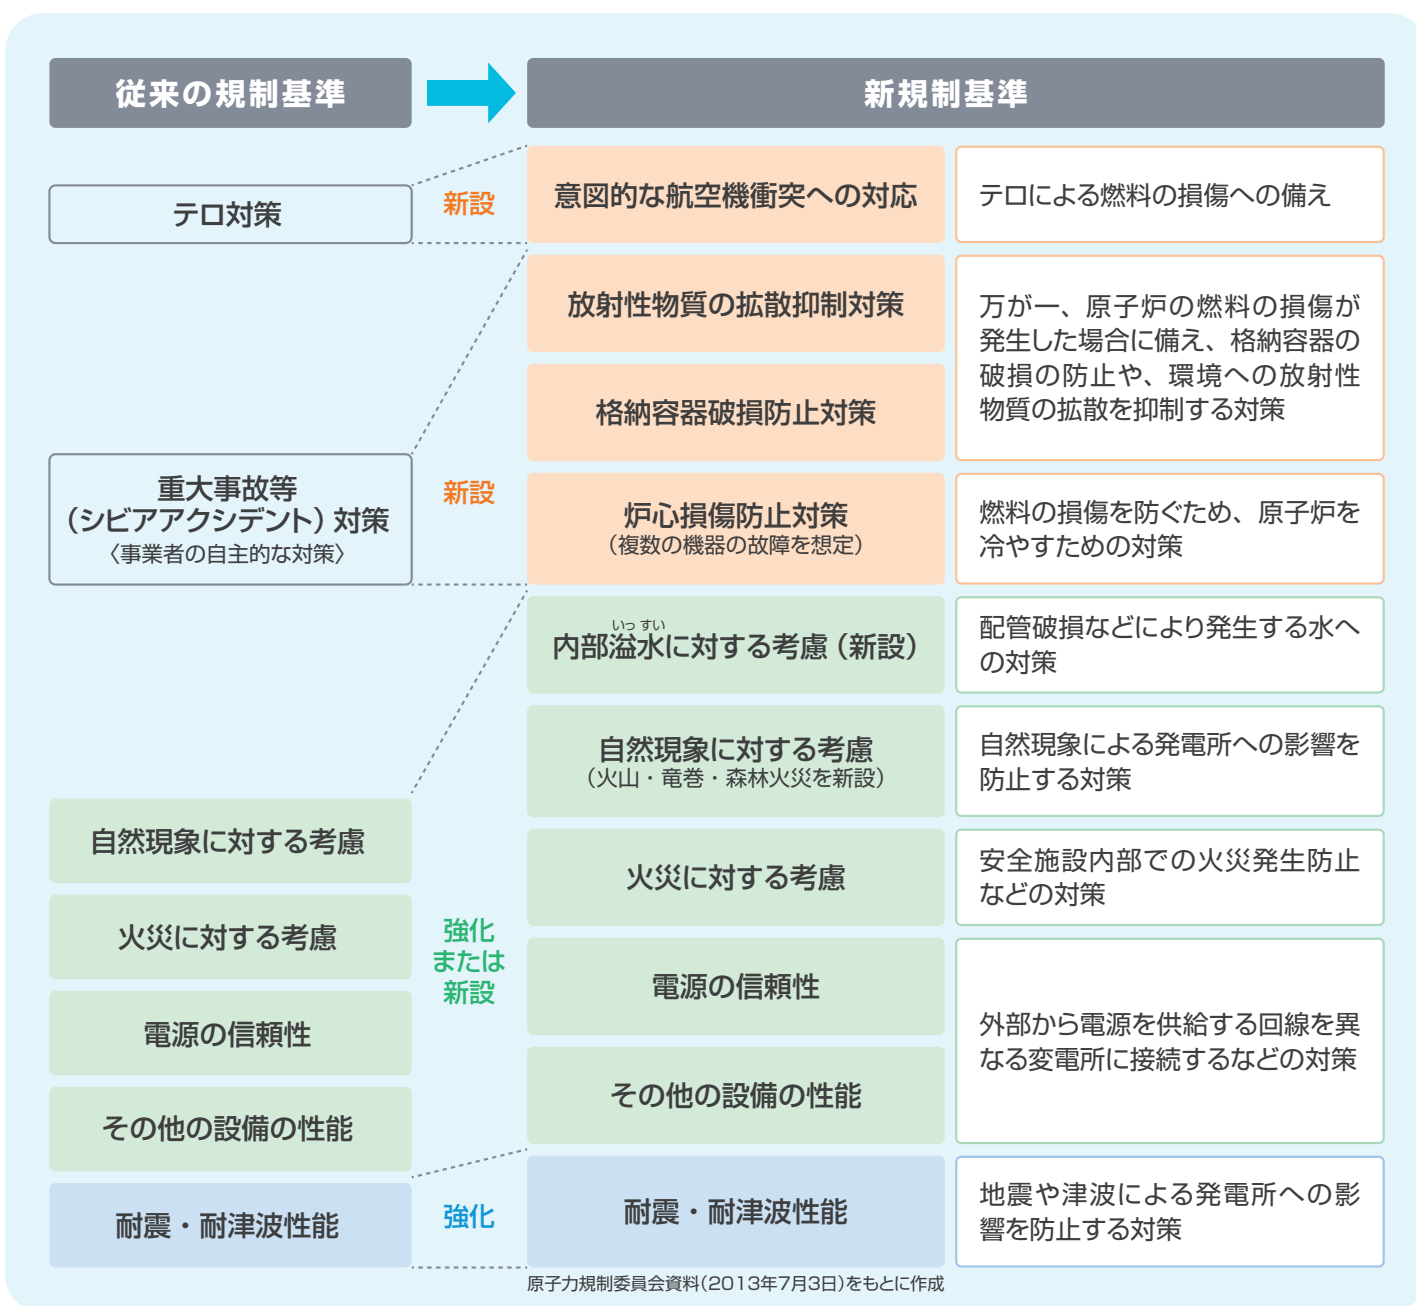 従来の規制基準
新規制基準
テロ対策
新設
意図的な航空機衝突への対応
テロによる燃料の損傷への備え
放射性物質の拡散抑制対策
格納容器破損防止対策
万が一、原子炉の燃料の損傷が
発生した場合に備え、格納容器の
破損の防止や、環境への放射性
物質の拡散を抑制する対策
重大事故等
（シビアアクシデント）対策
〈事業者の自主的な対策〉
新設
炉心損傷防止対策
（複数の機器の故障を想定）
燃料の損傷を防ぐため、原子炉を
冷やすための対策
いっすい
内部溢水に対する考慮（新設）
配管破損などにより発生する水へ
の対策
自然現象に対する考慮
（火山・竜巻・森林火災を新設）
自然現象による発電所への影響を
防止する対策
自然現象に対する考慮
火災に対する考慮
電源の信頼性
その他の設備の性能
強化
または
新設
火災に対する考慮
安全施設内部での火災発生防止
などの対策
電源の信頼性
その他の設備の性能
外部から電源を供給する回線を異
なる変電所に接続するなどの対策
耐震・耐津波性能
強化
耐震・耐津波性能
地震や津波による発電所への影
響を防止する対策
原子力規制委員会資料(2013年7月3日)をもとに作成